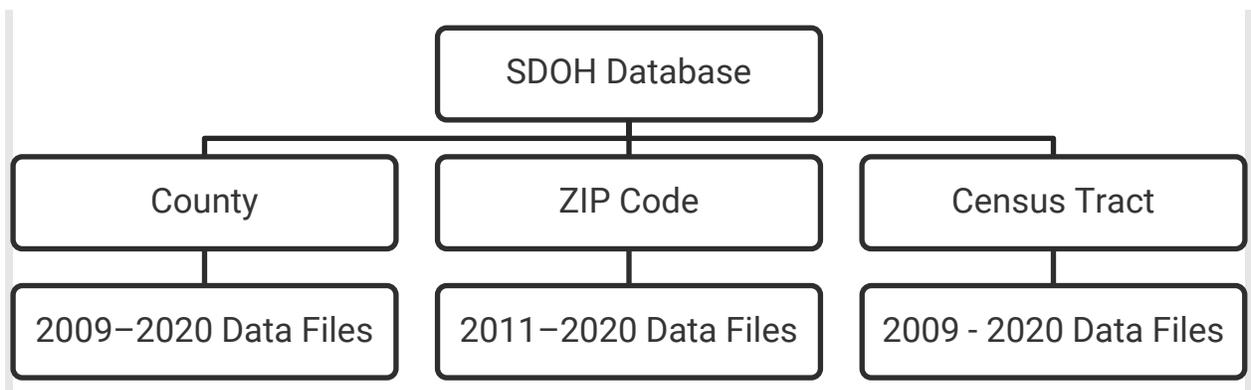 SDOH Database
County
ZIP Code
Census Tract
2009–2020 Data Files
2011–2020 Data Files
2009 - 2020 Data Files